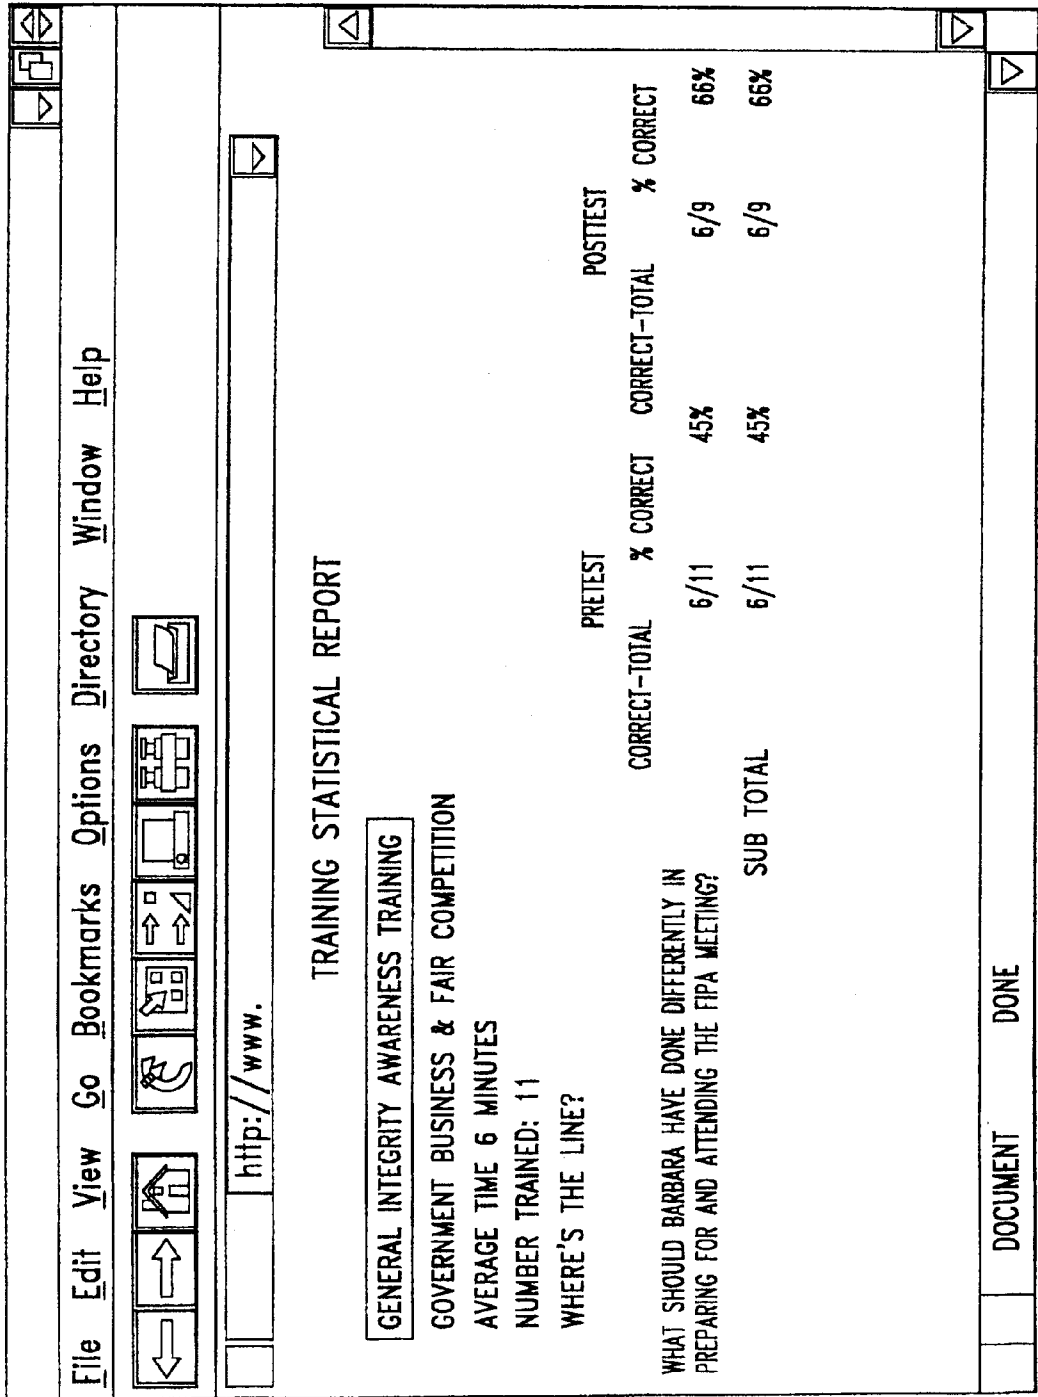 File Edit View Go Bookmarks Options Directory Window Help
http://www.
TRAINING STATISTICAL REPORT
GENERAL INTEGRITY AWARENESS TRAINING
GOVERNMENT BUSINESS & FAIR COMPETITION
AVERAGE TIME 6 MINUTES
NUMBER TRAINED: 11
WHERE'S THE LINE?
PRETEST POSTTEST
CORRECT-TOTAL % CORRECT CORRECT-TOTAL % CORRECT
WHAT SHOULD BARBARA HAVE DONE DIFFERENTLY IN 6/11 45% 6/9 66%
PREPARING FOR AND ATTENDING THE FIPA MEETING?
SUB TOTAL 6/11 45% 6/9 66%
DOCUMENT DONE